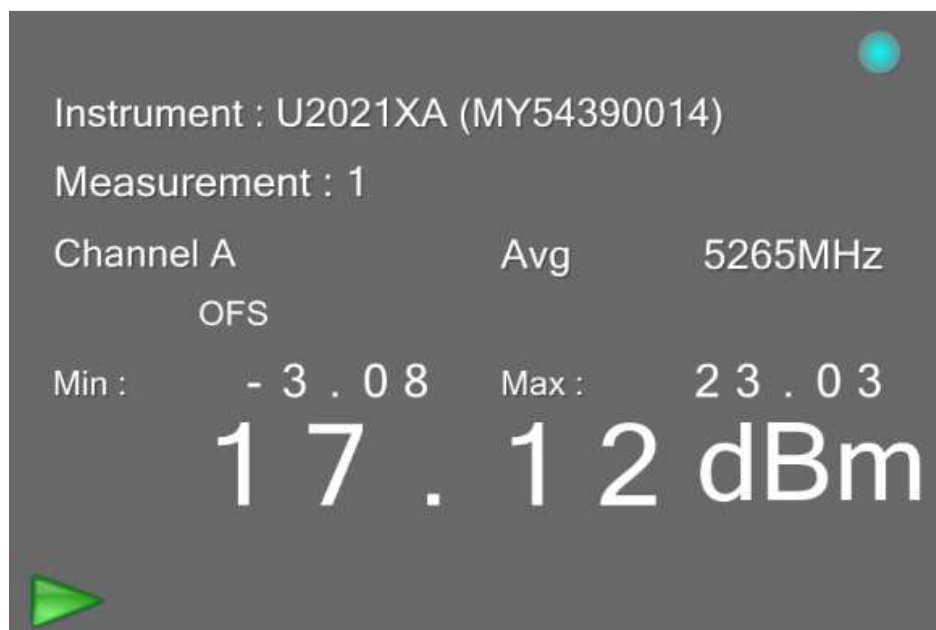 Instrument : U2021XA (MY54390014)
Measurement : 1
Channel A Avg 5265MHz
OFS
Min : -3.08 Max : 23.03
17.12 dBm